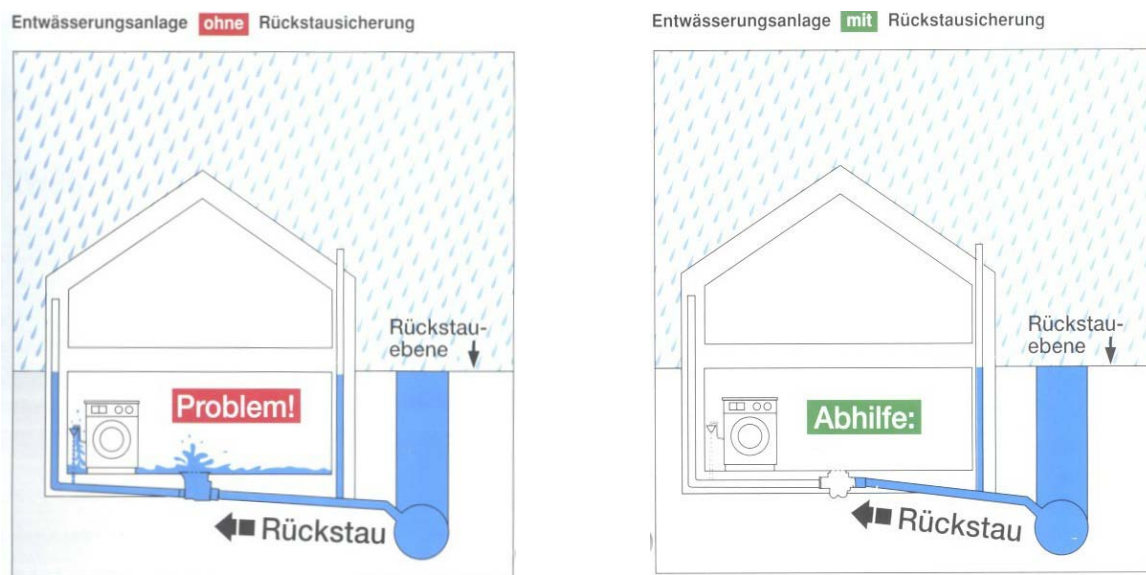 Entwässerungsanlage ohne Rückstausicherung
Rückstau-
ebene
Problem!
Rückstau
Entwässerungsanlage mit Rückstausicherung
Rückstau-
ebene
Abhilfe:
Rückstau